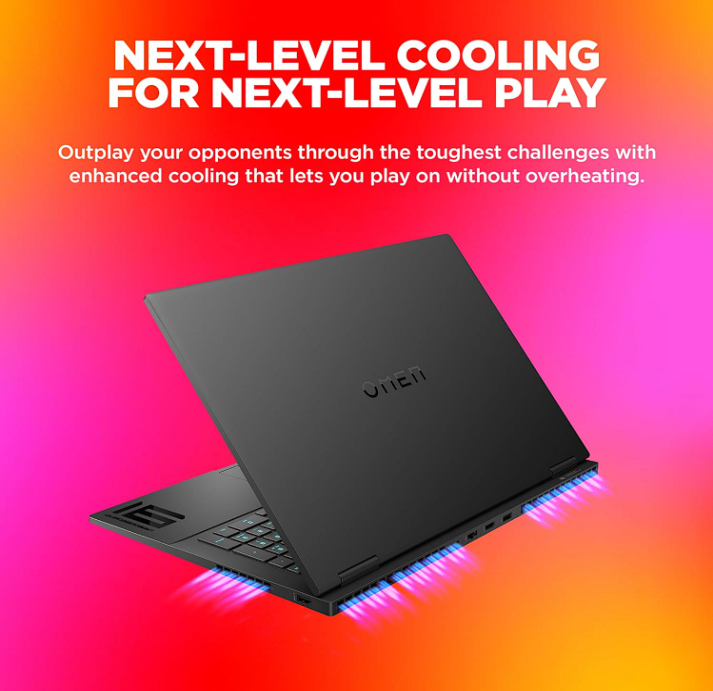 NEXT-LEVEL COOLING
FOR NEXT-LEVEL PLAY
Outplay your opponents through the toughest challenges with
enhanced cooling that lets you play on without overheating.
OMEN
16